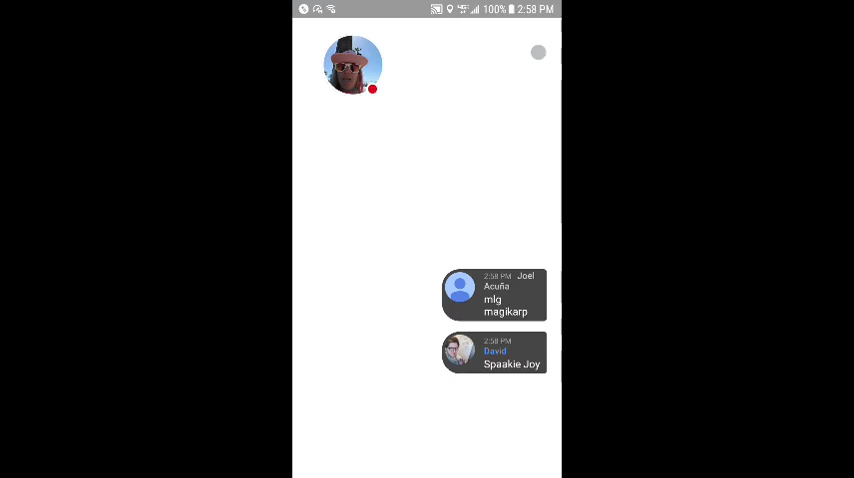 100% 2:58 PM
2:58 PM Joel
Acuña
mlg
magikarp
2:58 PM
David
Spaakie Joy